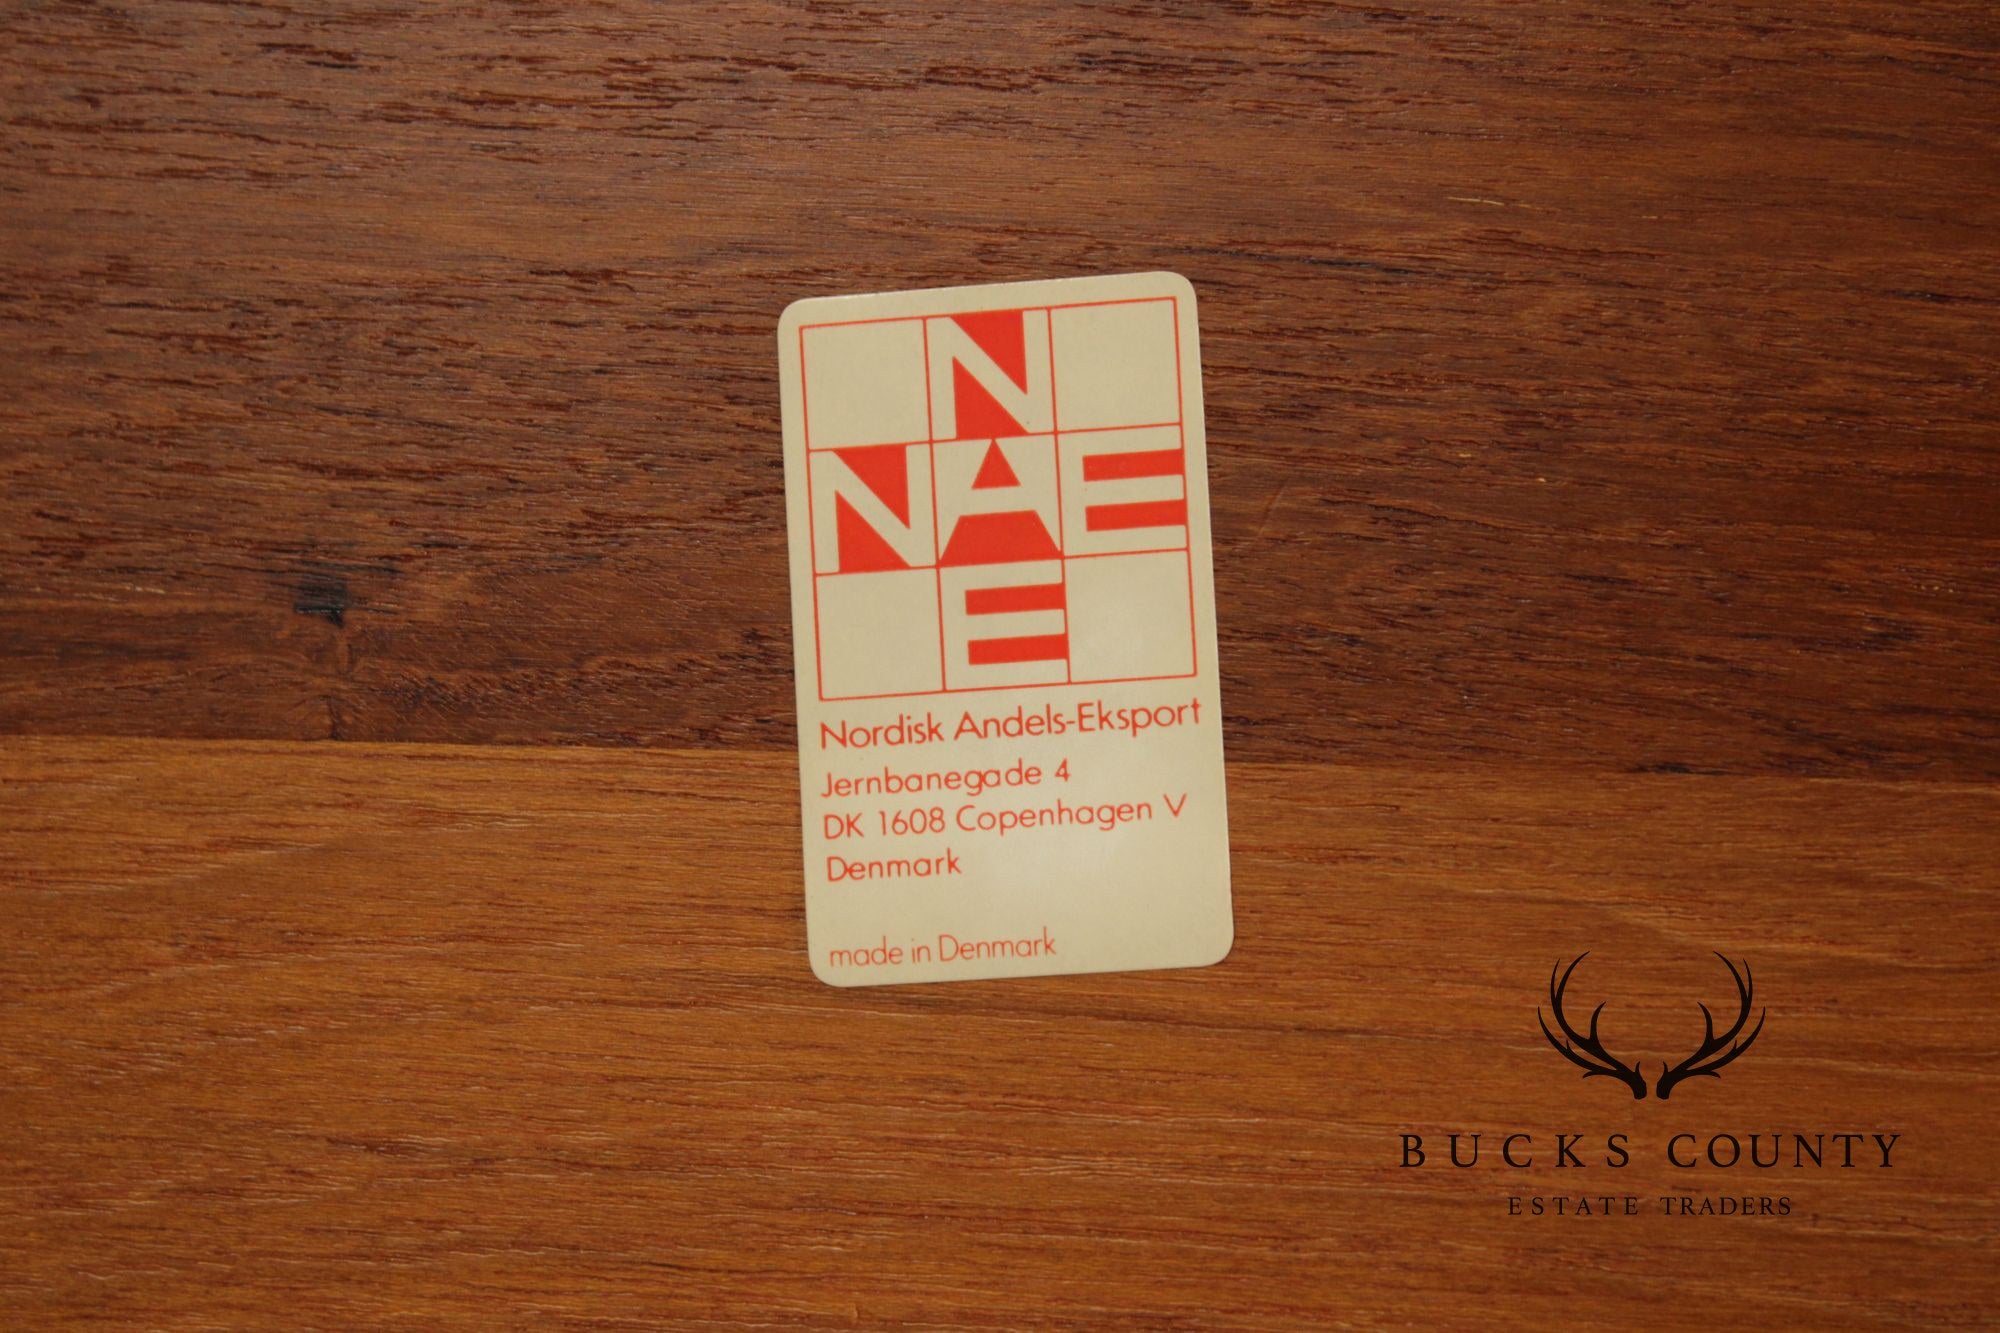 N
NAE
E
Nordisk Andels-Eksport
Jernbanegade 4
DK 1608 Copenhagen V
Denmark
made in Denmark
BUCKS COUNTY
ESTATE TRADERS